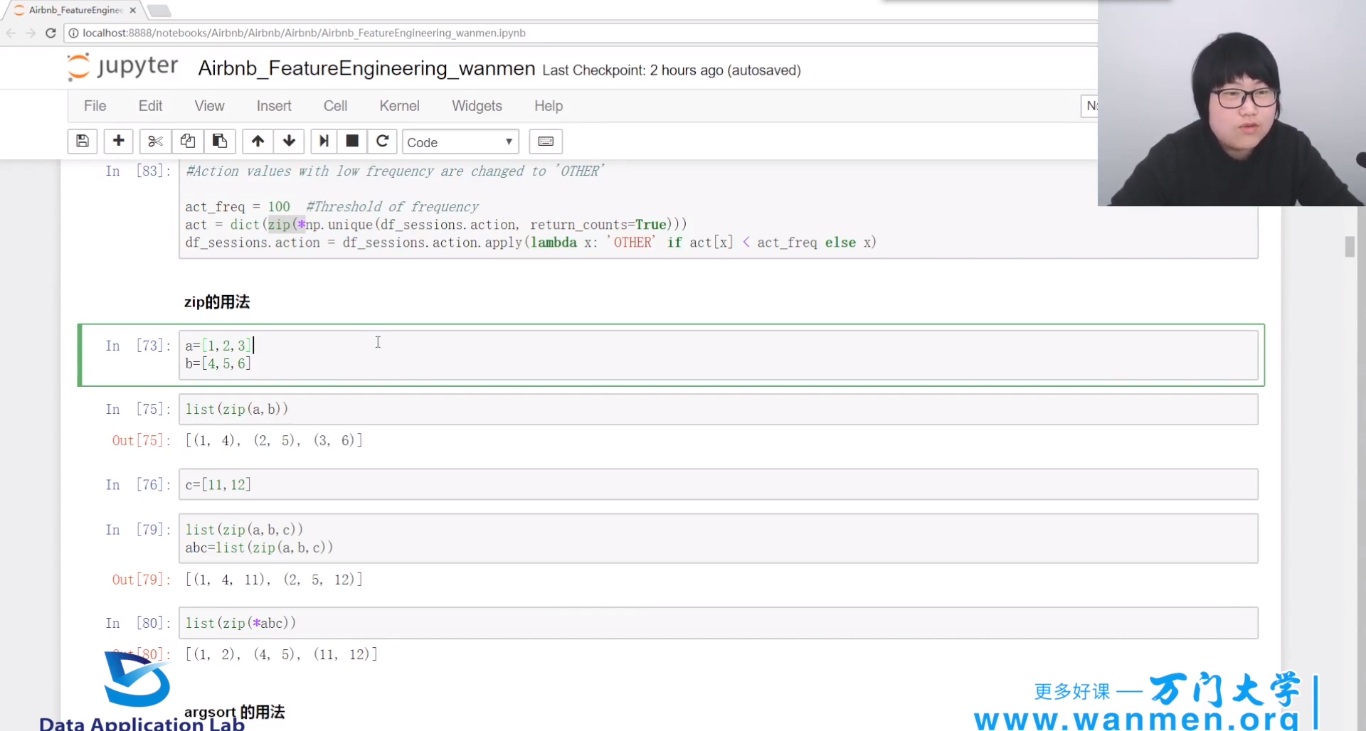 Airbnb_FeatureEnginee
localhost:8888/notebooks/Airbnb/Airbnb/Airbnb/Airbnb_FeatureEngineering_wanmen.ipynb
jupyter Airbnb_FeatureEngineering_wanmen Last Checkpoint: 2 hours ago (autosaved)
File Edit View Insert Cell Kernel Widgets Help
Code
In [83]: #Action values with low frequency are changed to 'OTHER'
act_freq = 100 #Threshold of frequency
act = dict(zip(*np.unique(df_sessions.action, return_counts=True)))
df_sessions.action = df_sessions.action.apply(lambda x: 'OTHER' if act[x] < act_freq else x)
zip的用法
In [73]: a=[1,2,3]
b=[4,5,6]
In [75]: list(zip(a,b))
Out[75]: [(1, 4), (2, 5), (3, 6)]
In [76]: c=[11,12]
In [79]: list(zip(a,b,c))
abc=list(zip(a,b,c))
Out[79]: [(1, 4, 11), (2, 5, 12)]
In [80]: list(zip(*abc))
Out[80]: [(1, 2), (4, 5), (11, 12)]
argsort 的用法
Data Application Lab
更多好课 — 万门大学
www.wanmen.org